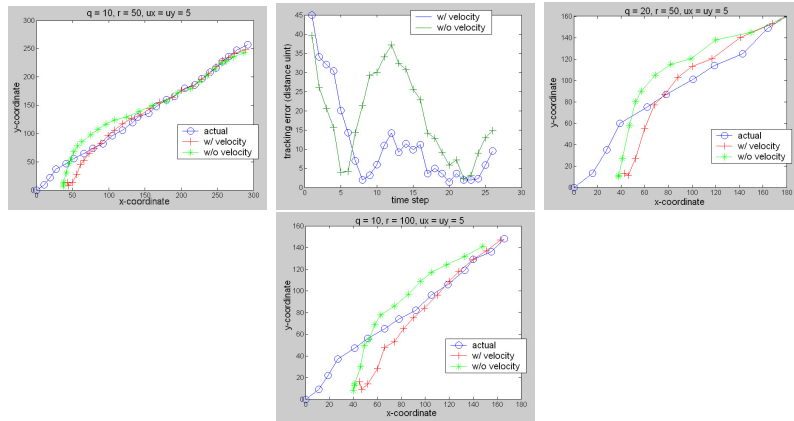 q = 10, r = 50, ux = uy = 5
300
250
200
150
100
50
0
y-coordinate
0 50 100 150 200 250 300
x-coordinate
actual
w/ velocity
w/o velocity
45
40
35
30
25
20
15
10
5
0
tracking error (distance uint)
0 5 10 15 20 25 30
time step
w/ velocity
w/o velocity
q = 20, r = 50, ux = uy = 5
160
140
120
100
80
60
40
20
0
y-coordinate
0 20 40 60 80 100 120 140 160 180
x-coordinate
actual
w/ velocity
w/o velocity
q = 10, r = 100, ux = uy = 5
160
140
120
100
80
60
40
20
0
y-coordinate
0 20 40 60 80 100 120 140 160 180
x-coordinate
actual
w/ velocity
w/o velocity